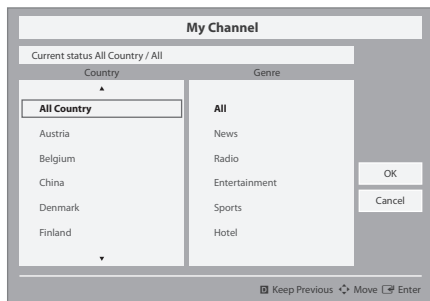 My Channel
Current status All Country / All
Country Genre
All Country All
Austria News
Belgium Radio
China Entertainment
Denmark Sports
Finland Hotel
OK
Cancel
D Keep Previous Move Enter